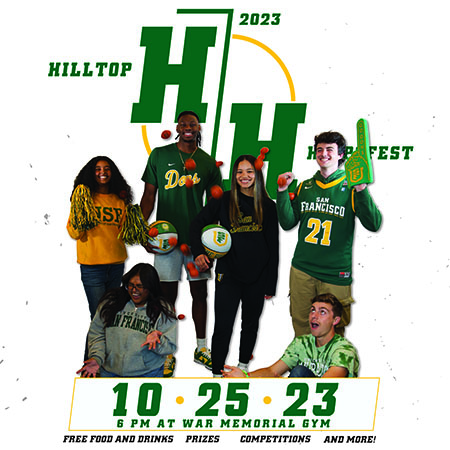 2023
H
HILLTOP
H
FEST
Dons
SAN
FRANCISCO
21
10 • 25 • 23
6 PM AT WAR MEMORIAL GYM
FREE FOOD AND DRINKS PRIZES COMPETITIONS AND MORE!